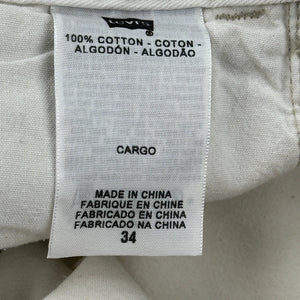 LEVI'S
®
100% COTTON - COTON -
ALGODÓN - ALGODÃO
CARGO
MADE IN CHINA
FABRIQUE EN CHINE
FABRICADO EN CHINA
FABRICADO NA CHINA
34